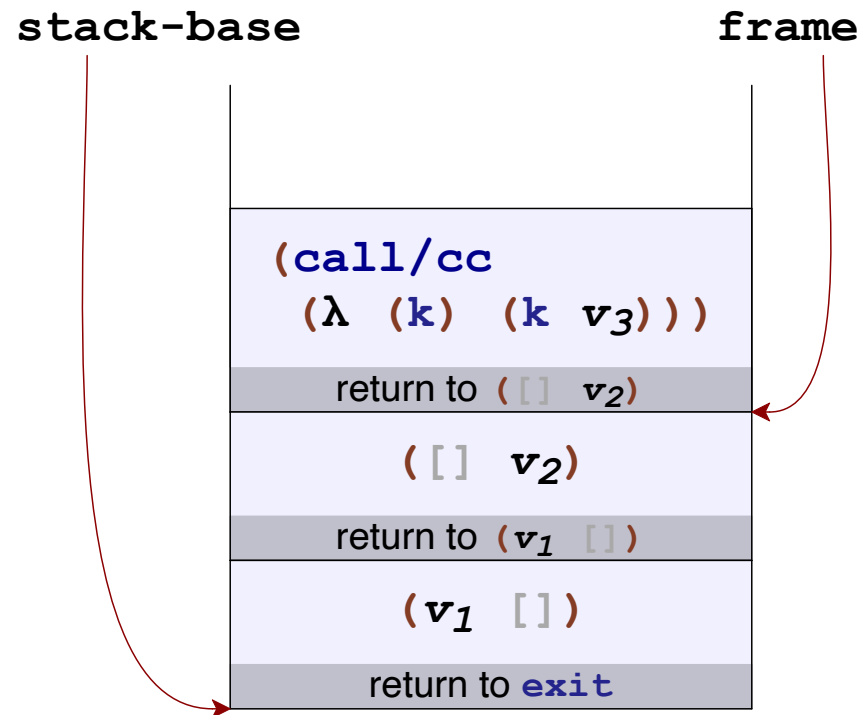 stack-base frame
(call/cc
(λ (k) (k v3)))
return to ([] v2)
([] v2)
return to (v1 [])
(v1 [])
return to exit